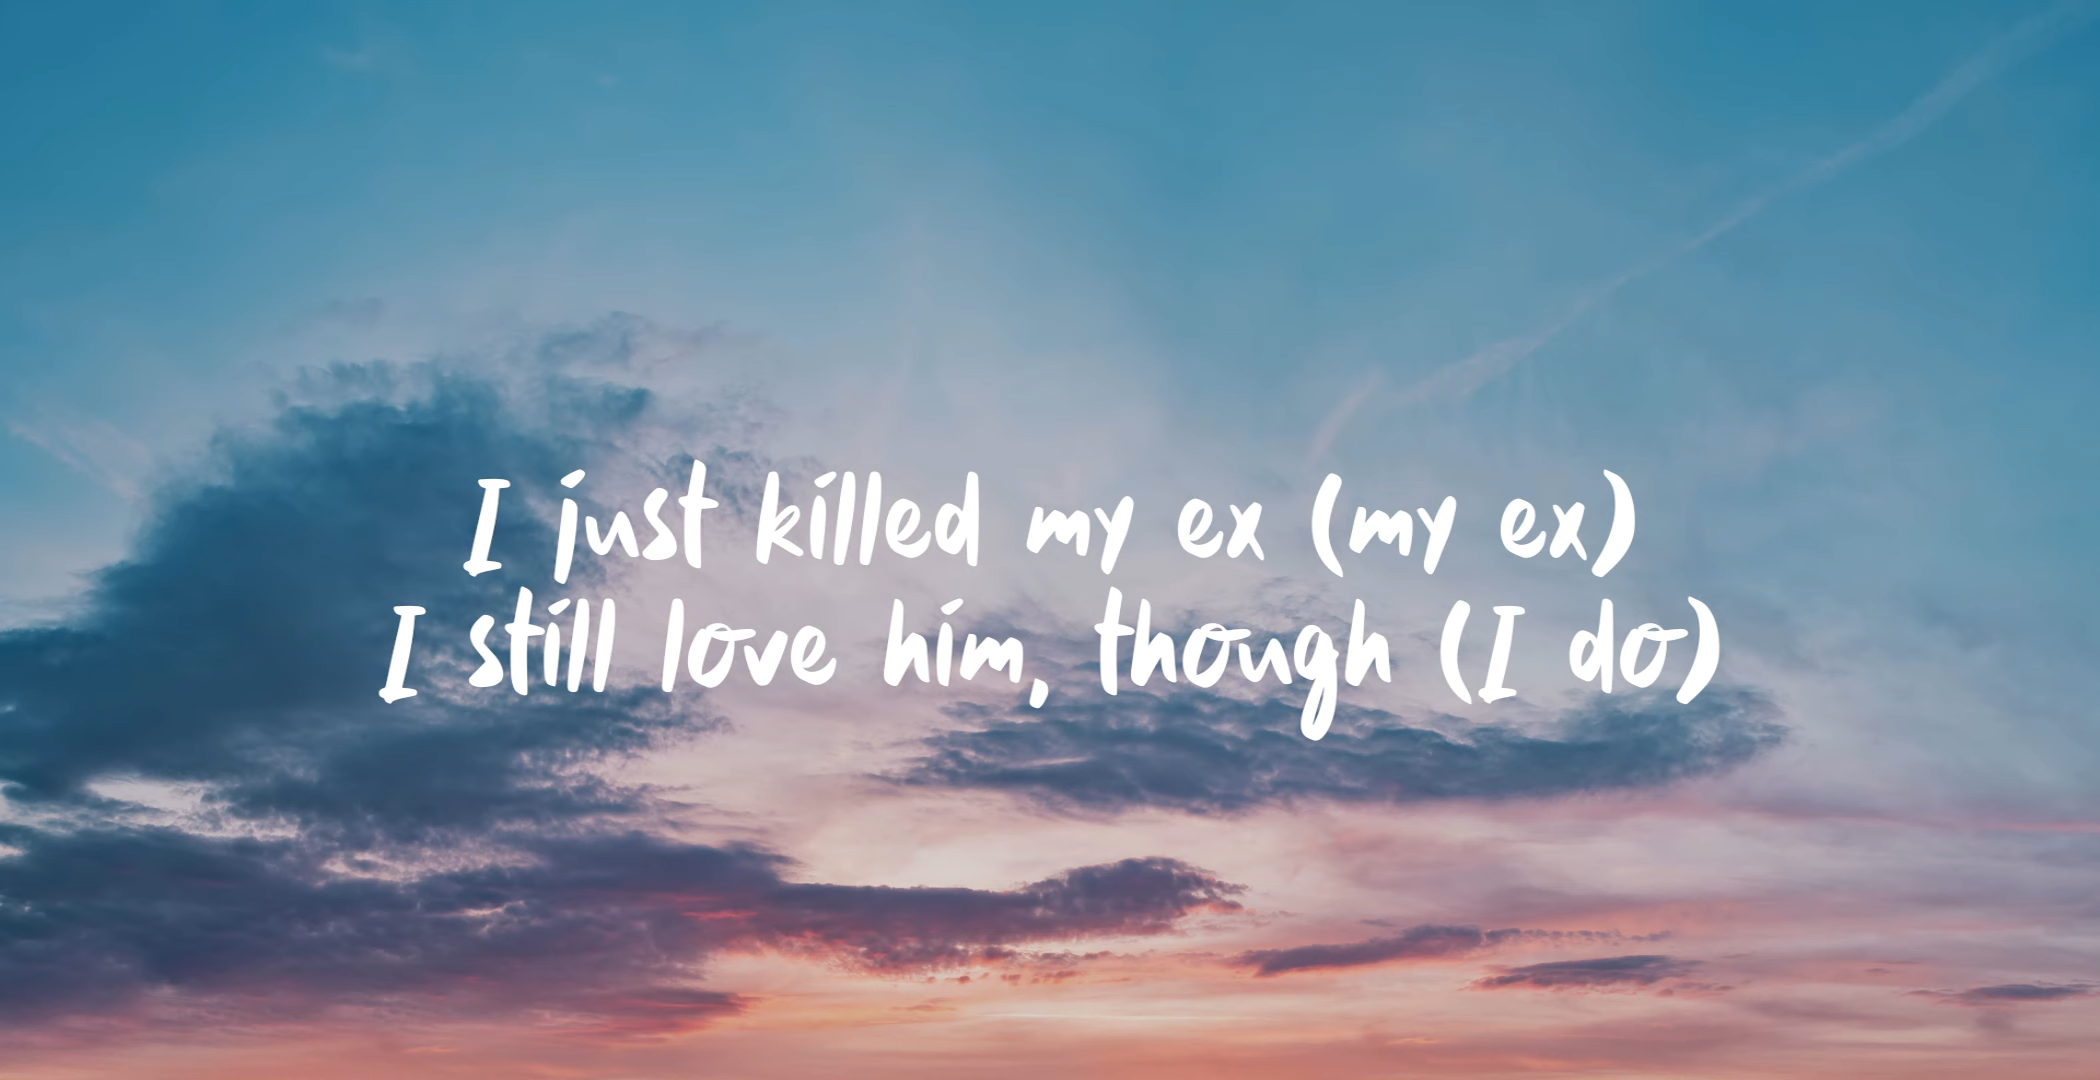 I just killed my ex (my ex)
I still love him, though (I do)